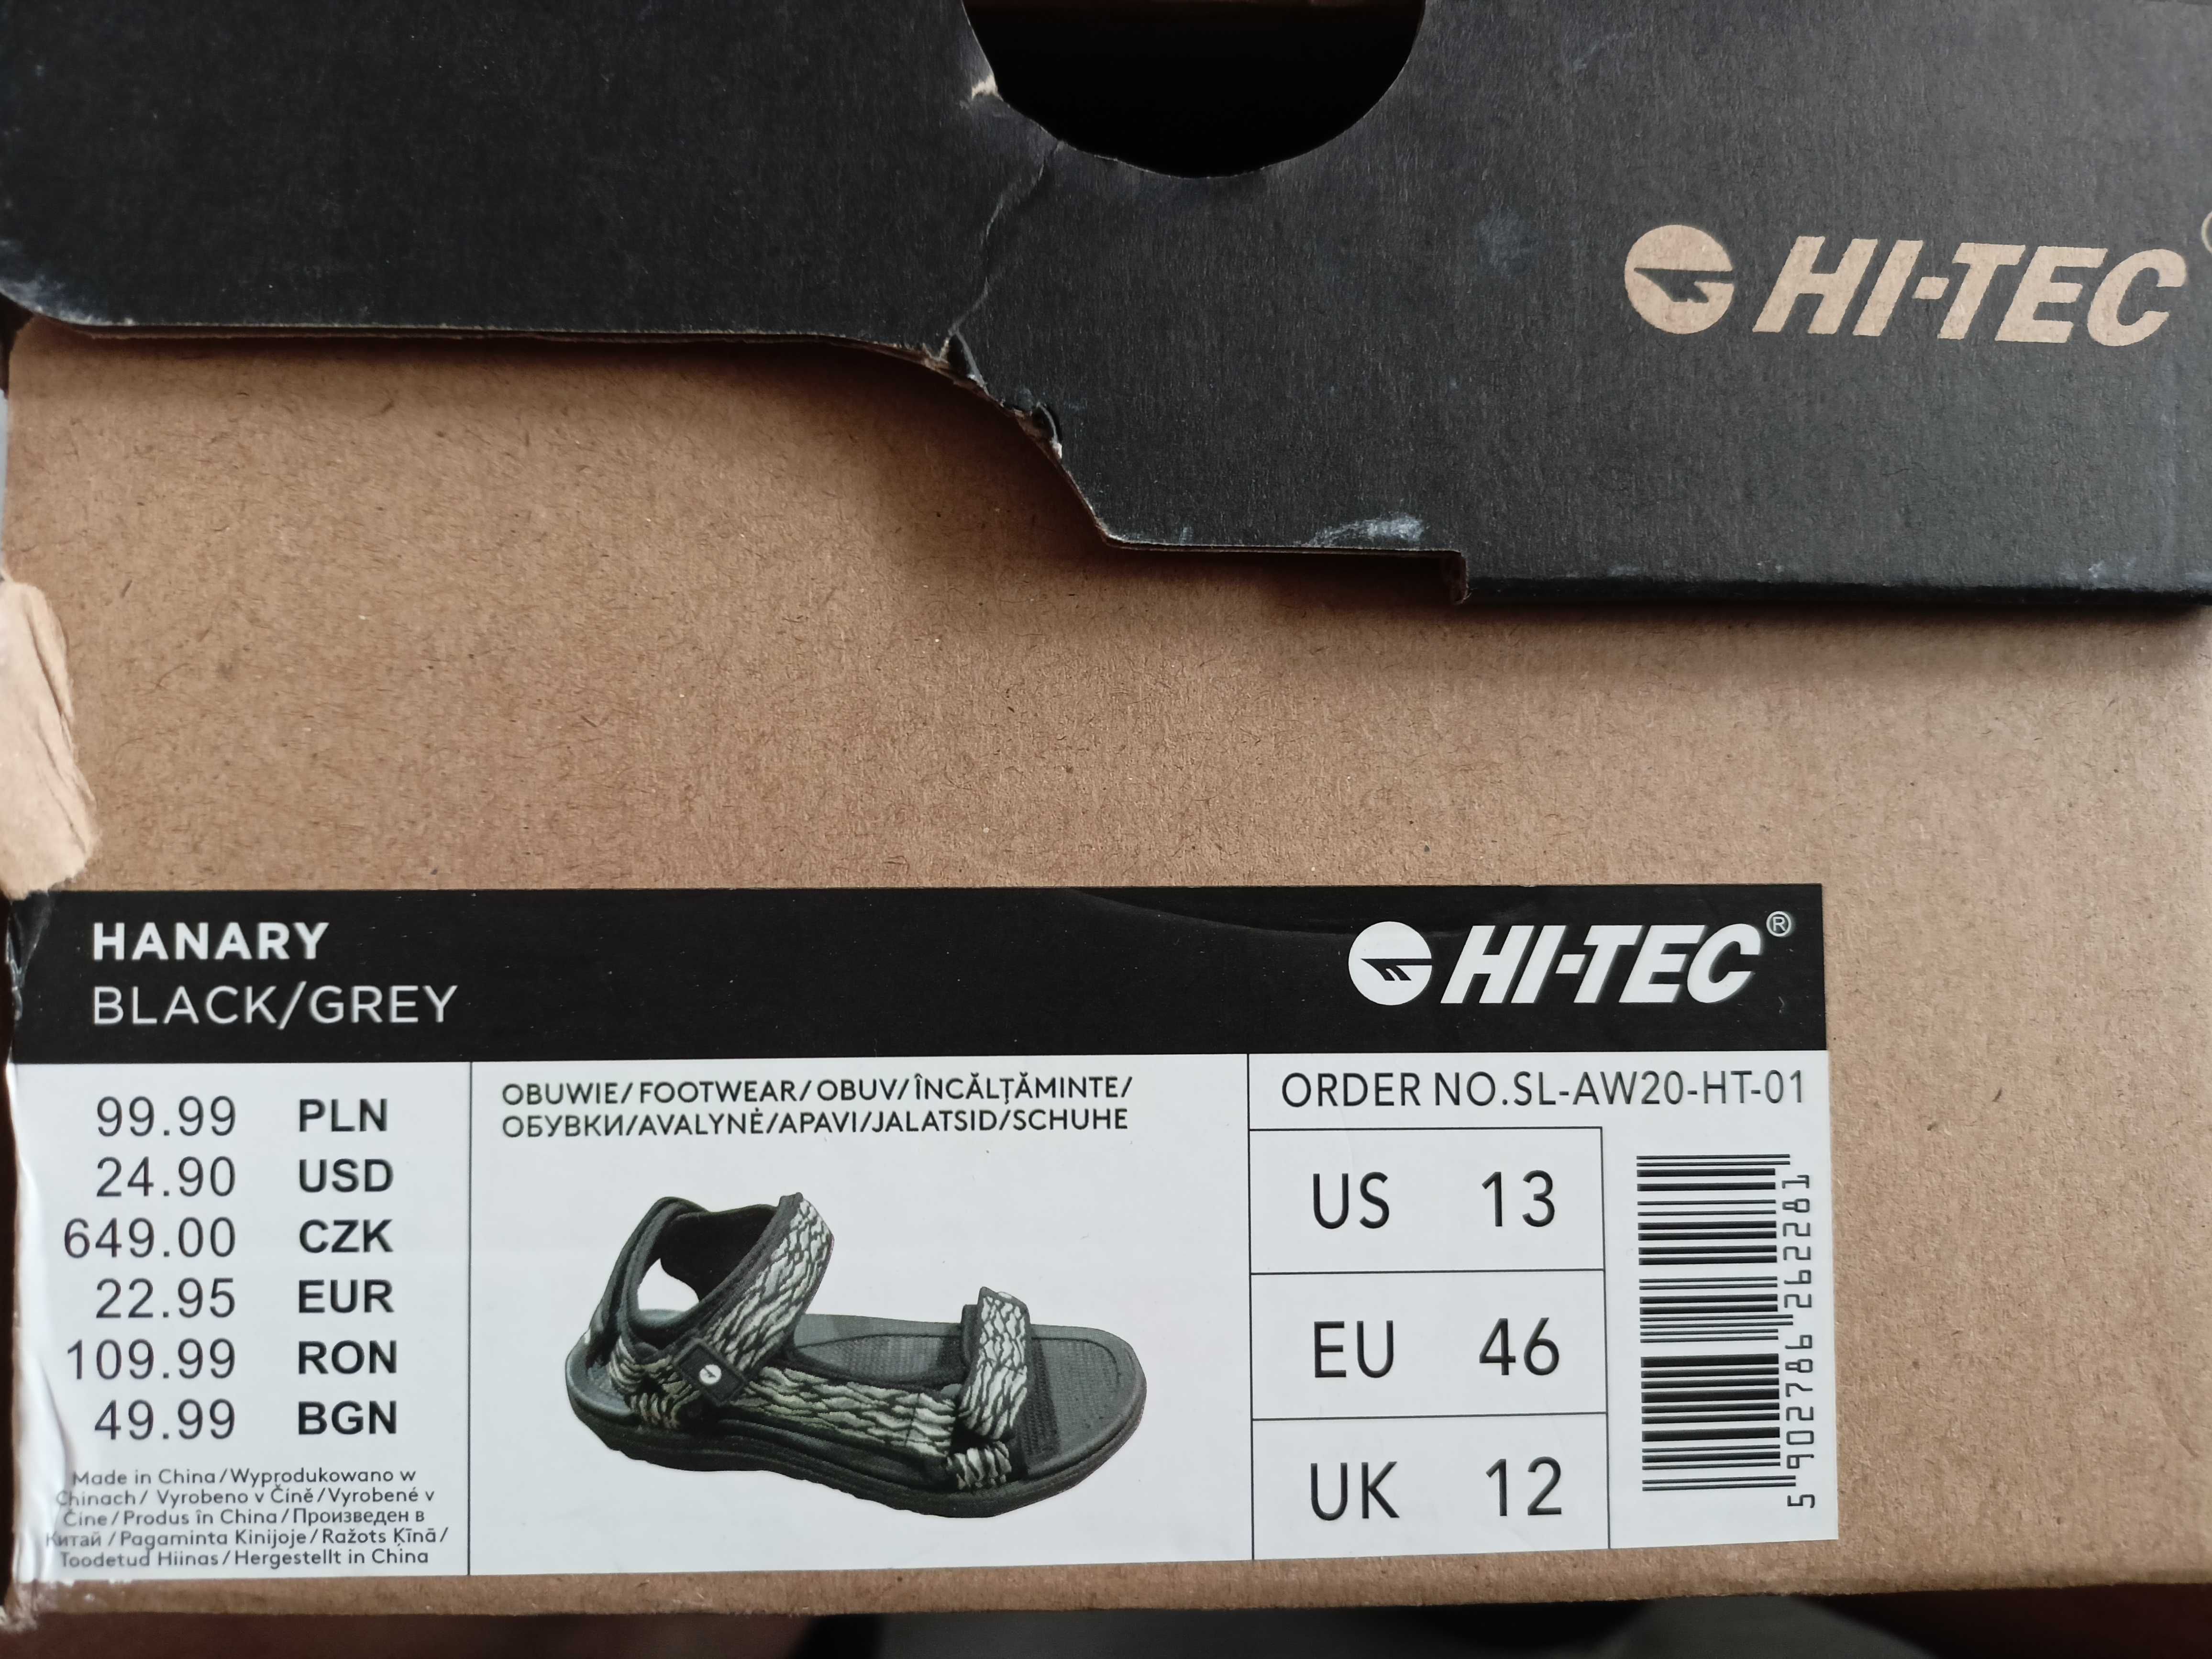 HI-TEC
HANARY
BLACK/GREY
HI-TEC®
99.99 PLN
24.90 USD
649.00 CZK
22.95 EUR
109.99 RON
49.99 BGN
Made in China/Wyprodukowano w
Chinach/ Vyrobeno v Číně/Vyrobené v
Číne/Produs în China/Произведен в
Китай /Pagaminta Kinijoje/Ražots Ķīnā/
Toodetud Hiinas/Hergestellt in China
OBUWIE/FOOTWEAR/OBUV/ÎNCĂLȚĂMINTE/
ОБУВКИ/AVALYNĖ/APAVI/JALATSID/SCHUHE
ORDER NO.SL-AW20-HT-01
US 13
EU 46
UK 12
5 902786 262281